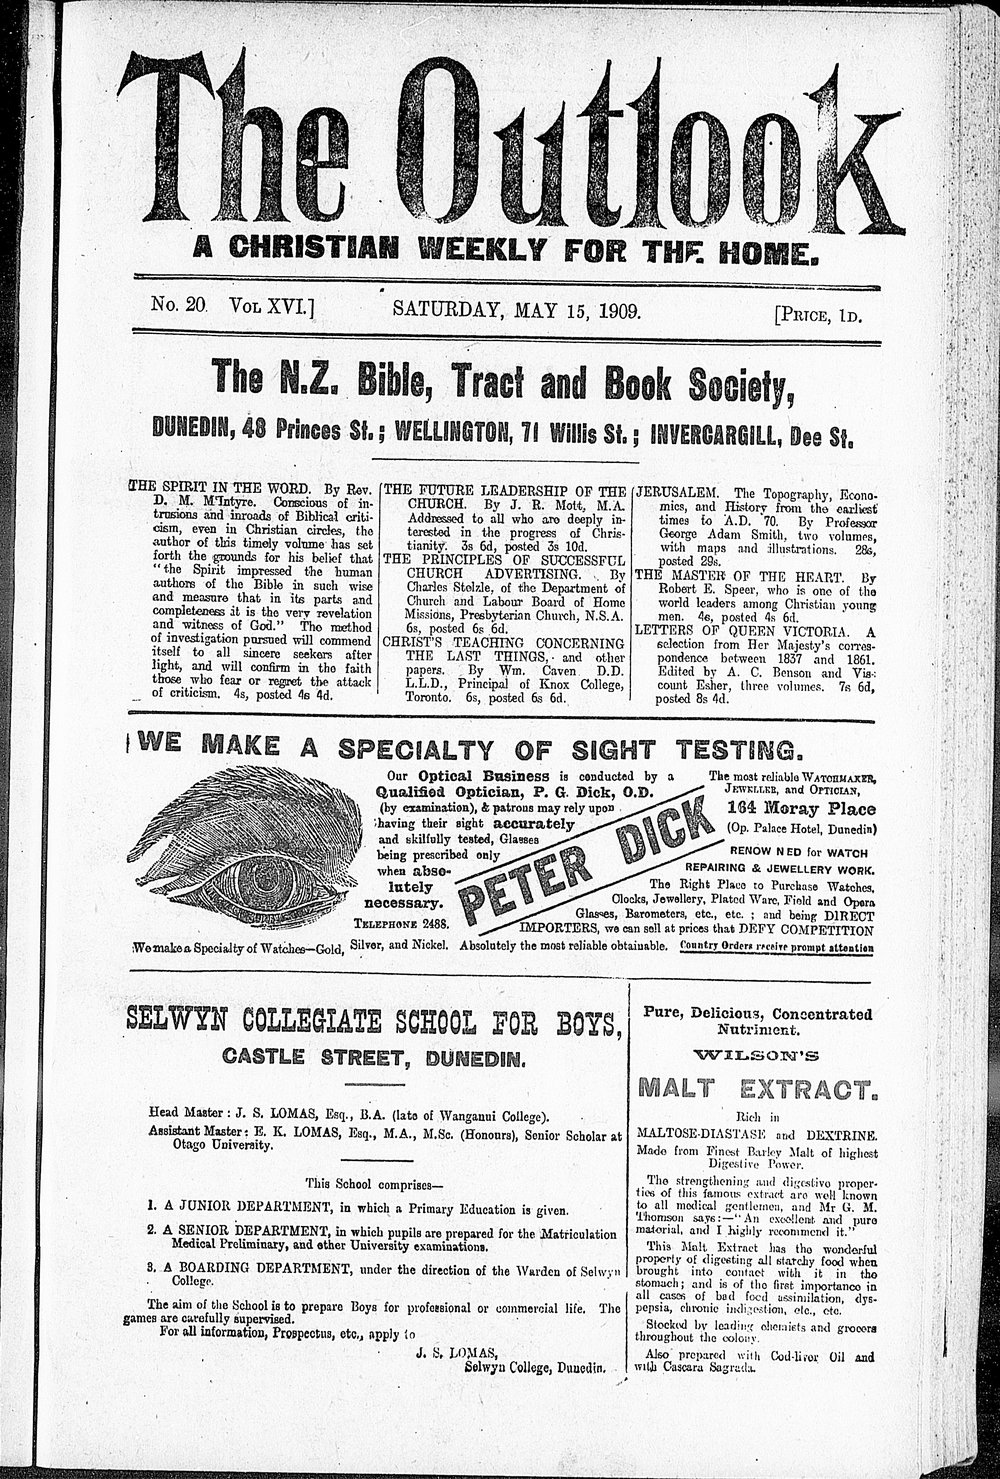 The Outlook
A CHRISTIAN WEEKLY FOR THE HOME.
No. 20. VOL XVI.]
SATURDAY, MAY 15, 1909.
[PRICE, 1D.
The N.Z. Bible, Tract and Book Society,
DUNEDIN, 48 Princes St.; WELLINGTON, 71 Willis St.; INVERCARGILL, Dee St.
THE SPIRIT IN THE WORD. By Rev.
D. M. M'Intyre. Conscious of in-
trusions and inroads of Biblical criti-
cism, even in Christian circles, the
author of this timely volume has set
forth the grounds for his belief that
"the Spirit impressed the human
authors of the Bible in such wise
and measure that in its parts and
completeness it is the very revelation
and witness of God." The method
of investigation pursued will commend
itself to all sincere seekers after
light, and will confirm in the faith
those who fear or regret the attack
of criticism. 4s, posted 4s 4d.
THE FUTURE LEADERSHIP OF THE
CHURCH. By J. R. Mott, M.A.
Addressed to all who are deeply in-
terested in the progress of Chris-
tianity. 3s 6d, posted 3s 10d.
THE PRINCIPLES OF SUCCESSFUL
CHURCH ADVERTISING. By
Charles Stelzle, of the Department of
Church and Labour Board of Home
Missions, Presbyterian Church, N.S.A.
6s, posted 6s 6d.
CHRIST'S TEACHING CONCERNING
THE LAST THINGS, and other
papers. By Wm. Caven D.D.
L.L.D., Principal of Knox College,
Toronto. 6s, posted 6s 6d.
JERUSALEM. The Topography, Econo-
mics, and History from the earliest
times to A.D. 70. By Professor
George Adam Smith, two volumes,
with maps and illustrations. 28s,
posted 29s.
THE MASTER OF THE HEART. By
Robert E. Speer, who is one of the
world leaders among Christian young
men. 4s, posted 4s 6d.
LETTERS OF QUEEN VICTORIA. A
selection from Her Majesty's corres-
pondence between 1837 and 1861.
Edited by A. C. Benson and Vis-
count Esher, three volumes. 7s 6d,
posted 8s 4d.
WE MAKE A SPECIALTY OF SIGHT TESTING.
Our Optical Business is conducted by a
Qualified Optician, P. G. Dick, O.D.
(by examination), & patrons may rely upon
having their sight accurately
and skilfully tested, Glasses
being prescribed only
when abso-
lutely
necessary.
TELEPHONE 2488.
PETER DICK
The most reliable WATCHMAKER,
JEWELLER, and OPTICIAN,
164 Moray Place
(Op. Palace Hotel, Dunedin)
RENOWNED for WATCH
REPAIRING & JEWELLERY WORK.
The Right Place to Purchase Watches,
Clocks, Jewellery, Plated Ware, Field and Opera
Glasses, Barometers, etc., etc.; and being DIRECT
IMPORTERS, we can sell at prices that DEFY COMPETITION
We make a Specialty of Watches—Gold, Silver, and Nickel. Absolutely the most reliable obtainable. Country Orders receive prompt attention
SELWYN COLLEGIATE SCHOOL FOR BOYS,
CASTLE STREET, DUNEDIN.
Head Master: J. S. LOMAS, Esq., B.A. (late of Wanganui College).
Assistant Master: E. K. LOMAS, Esq., M.A., M.Sc. (Honours), Senior Scholar at
Otago University.
This School comprises—
1. A JUNIOR DEPARTMENT, in which a Primary Education is given.
2. A SENIOR DEPARTMENT, in which pupils are prepared for the Matriculation
Medical Preliminary, and other University examinations.
3. A BOARDING DEPARTMENT, under the direction of the Warden of Selwyn
College.
The aim of the School is to prepare Boys for professional or commercial life. The
games are carefully supervised.
For all information, Prospectus, etc., apply to
J. S. LOMAS,
Selwyn College, Dunedin.
Pure, Delicious, Concentrated
Nutriment.
WILSON'S
MALT EXTRACT.
Rich in
MALTOSE-DIASTASE and DEXTRINE.
Made from Finest Barley Malt of highest
Digestive Power.
The strengthening and digestive proper-
ties of this famous extract are well known
to all medical gentlemen, and Mr G. M.
Thomson says:—"An excellent and pure
material, and I highly recommend it."
This Malt Extract has the wonderful
property of digesting all starchy food when
brought into contact with it in the
stomach; and is of the first importance in
all cases of bad food assimilation, dys-
pepsia, chronic indigestion, etc., etc.
Stocked by leading chemists and grocers
throughout the colony.
Also prepared with Cod-liver Oil and
with Cascara Sagrada.